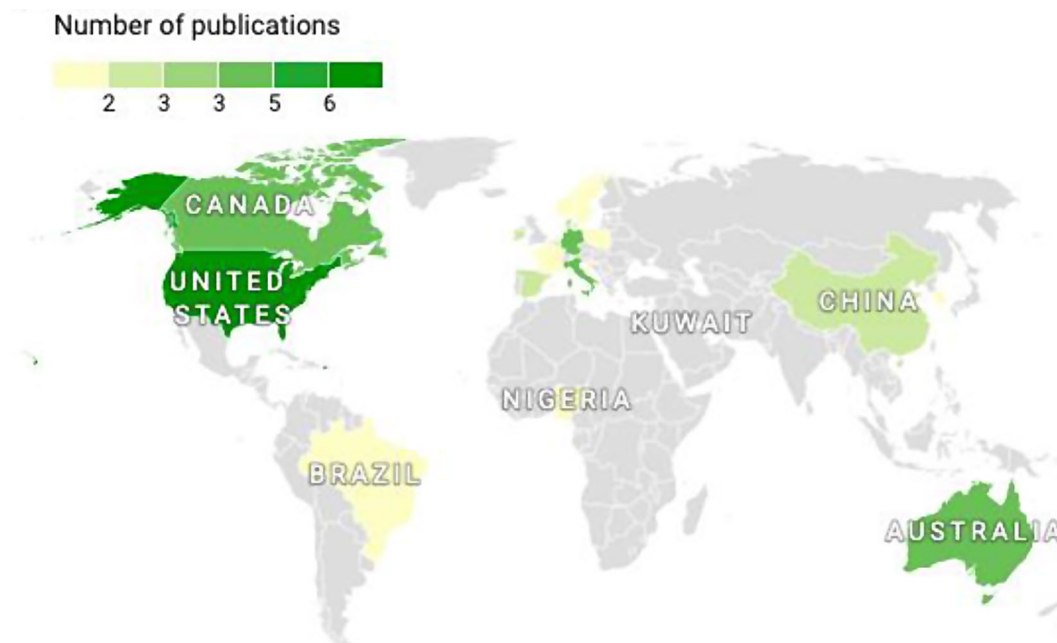 Number of publications
2 3 3 5 6
CANADA
UNITED
STATES
CHINA
KUWAIT
NIGERIA
BRAZIL
AUSTRALIA